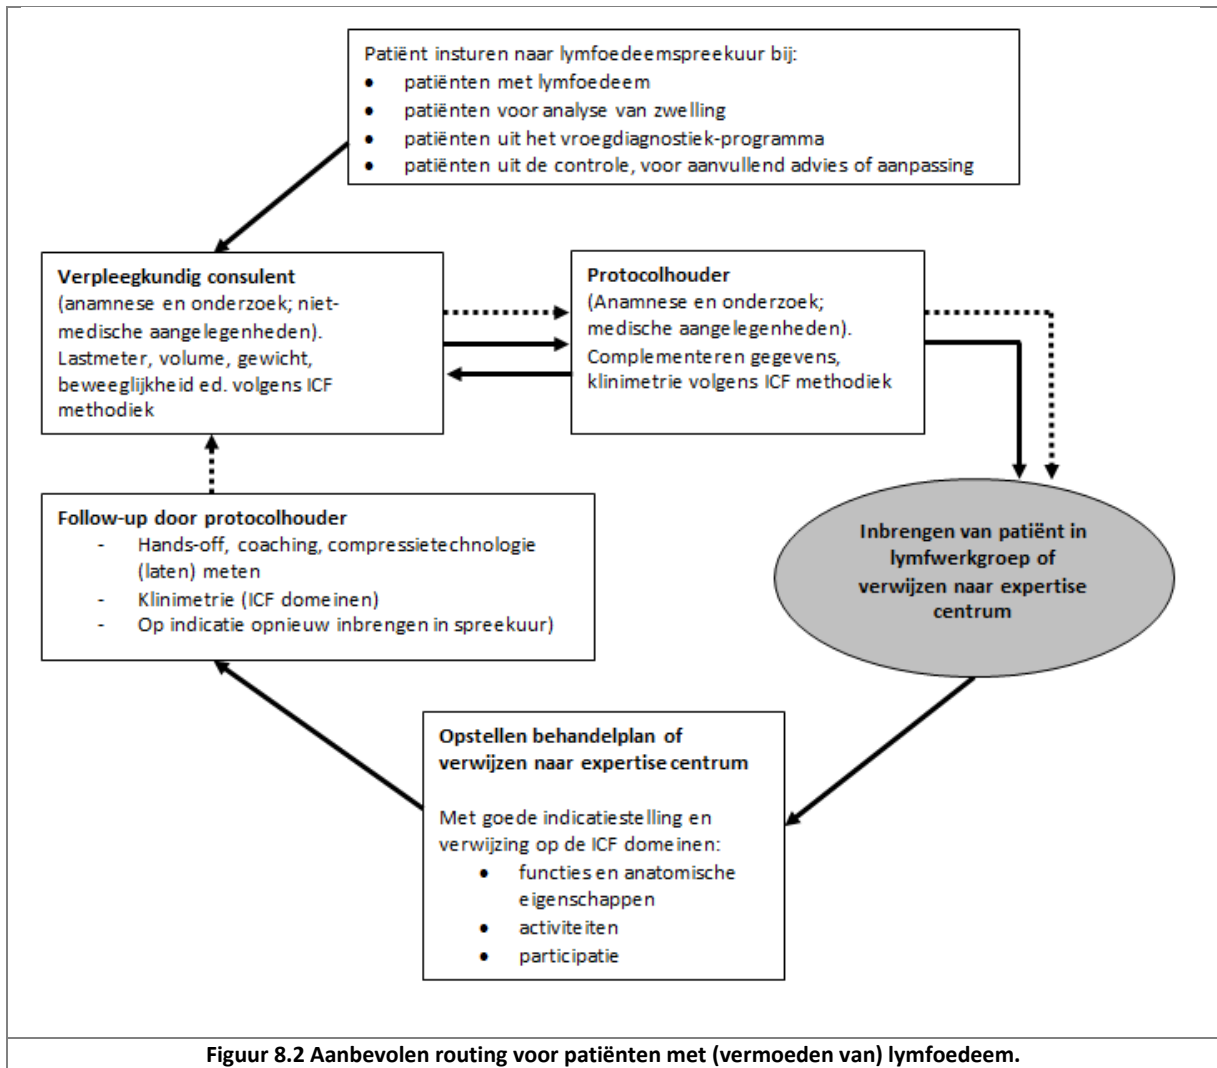 Patiënt insturen naar lymfoedeemspreekuur bij:
• patiënten met lymfoedeem
• patiënten voor analyse van zwelling
• patiënten uit het vroegdiagnostiek-programma
• patiënten uit de controle, voor aanvullend advies of aanpassing
Verpleegkundig consulent
(anamnese en onderzoek; niet-
medische aangelegenheden).
Lastmeter, volume, gewicht,
beweeglijkheid ed. volgens ICF
methodiek
Protocolhouder
(Anamnese en onderzoek;
medische aangelegenheden).
Complementeren gegevens,
klinimetrie volgens ICF methodiek
Follow-up door protocolhouder
- Hands-off, coaching, compressietechnologie
(laten) meten
- Klinimetrie (ICF domeinen)
- Op indicatie opnieuw inbrengen in spreekuur)
Inbrengen van patiënt in
lymfwerkgroep of
verwijzen naar expertise
centrum
Opstellen behandelplan of
verwijzen naar expertise centrum
Met goede indicatiestelling en
verwijzing op de ICF domeinen:
• functies en anatomische
eigenschappen
• activiteiten
• participatie
Figuur 8.2 Aanbevolen routing voor patiënten met (vermoeden van) lymfoedeem.